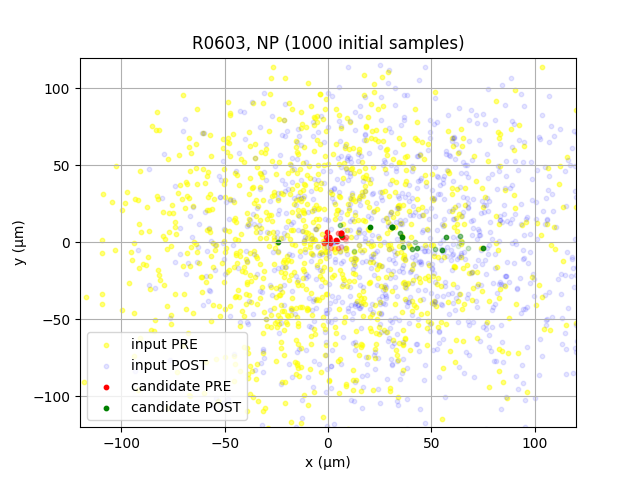 R0603, NP (1000 initial samples)
100
50
0
−50
−100
y (μm)
input PRE
input POST
candidate PRE
candidate POST
−100 −50 0 50 100
x (μm)